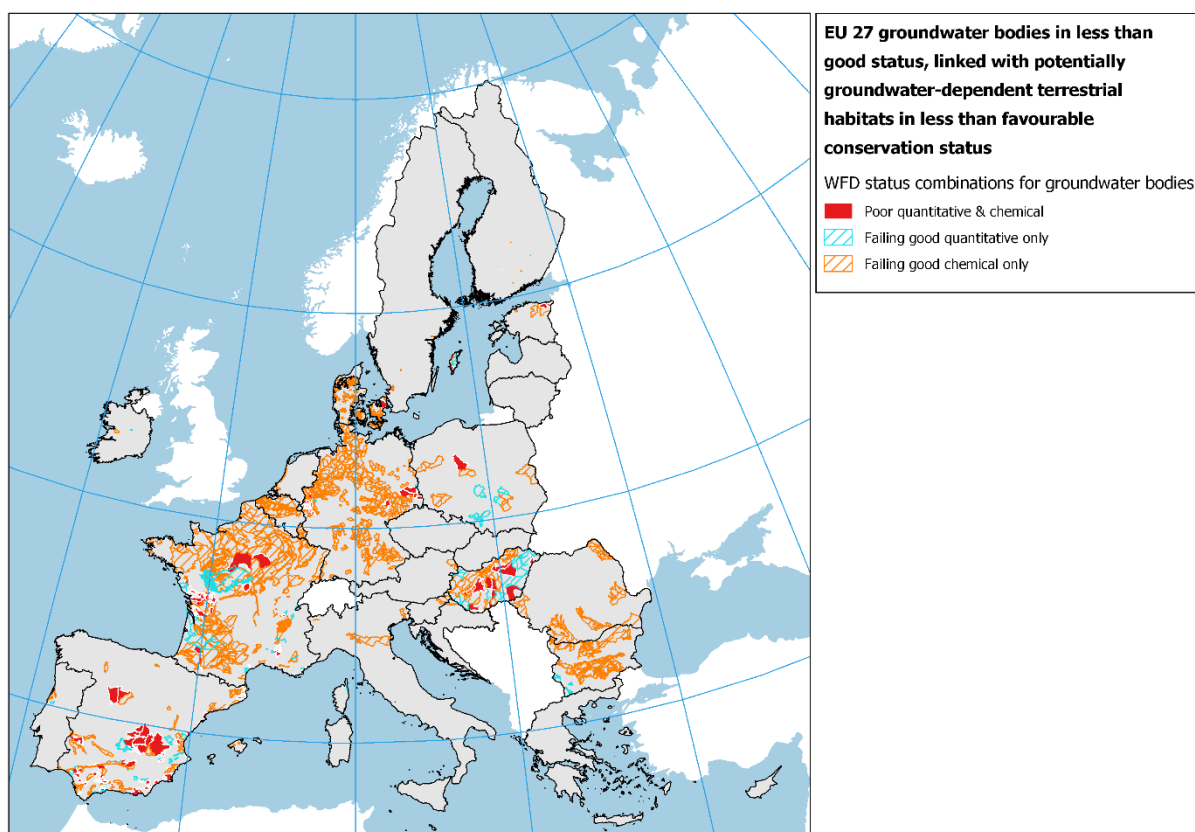 EU 27 groundwater bodies in less than
good status, linked with potentially
groundwater-dependent terrestrial
habitats in less than favourable
conservation status
WFD status combinations for groundwater bodies
Poor quantitative & chemical
Failing good quantitative only
Failing good chemical only